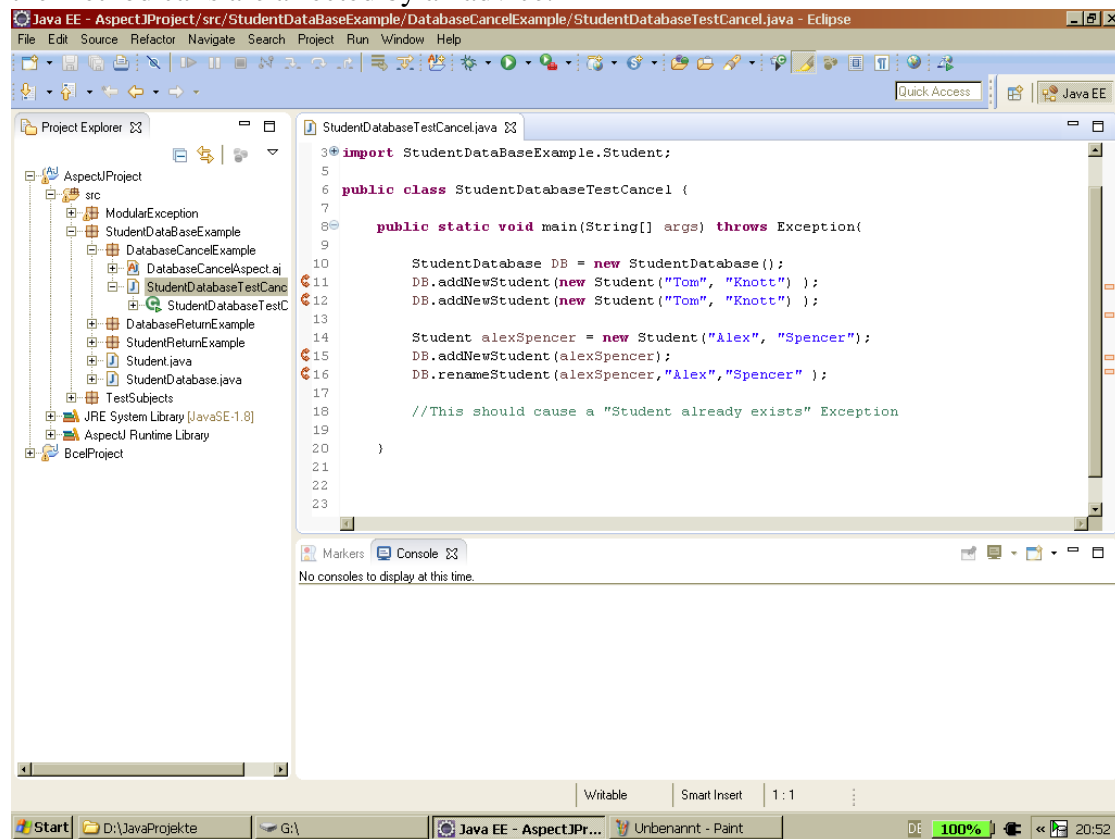 Java EE - AspectJProject/src/StudentDataBaseExample/DatabaseCancelExample/StudentDatabaseTestCancel.java - Eclipse
File Edit Source Refactor Navigate Search Project Run Window Help
Quick Access
Java EE
Project Explorer
AspectJProject
src
ModularException
StudentDataBaseExample
DatabaseCancelExample
DatabaseCancelAspect.aj
StudentDatabaseTestCanc
StudentDatabaseTestC
DatabaseReturnExample
StudentReturnExample
Student.java
StudentDatabase.java
TestSubjects
JRE System Library [JavaSE-1.8]
AspectJ Runtime Library
BcelProject
StudentDatabaseTestCancel.java
3 import StudentDataBaseExample.Student;
5
6 public class StudentDatabaseTestCancel {
7
8 public static void main(String[] args) throws Exception{
9
10 StudentDatabase DB = new StudentDatabase();
11 DB.addNewStudent(new Student("Tom", "Knott") );
12 DB.addNewStudent(new Student("Tom", "Knott") );
13
14 Student alexSpencer = new Student("Alex", "Spencer");
15 DB.addNewStudent(alexSpencer);
16 DB.renameStudent(alexSpencer,"Alex","Spencer" );
17
18 //This should cause a "Student already exists" Exception
19
20 }
21
22
23
Markers Console
No consoles to display at this time.
Writable Smart Insert 1 : 1
Start D:\JavaProjekte G:\ Java EE - AspectJPr... Unbenannt - Paint DE 100% « 20:52